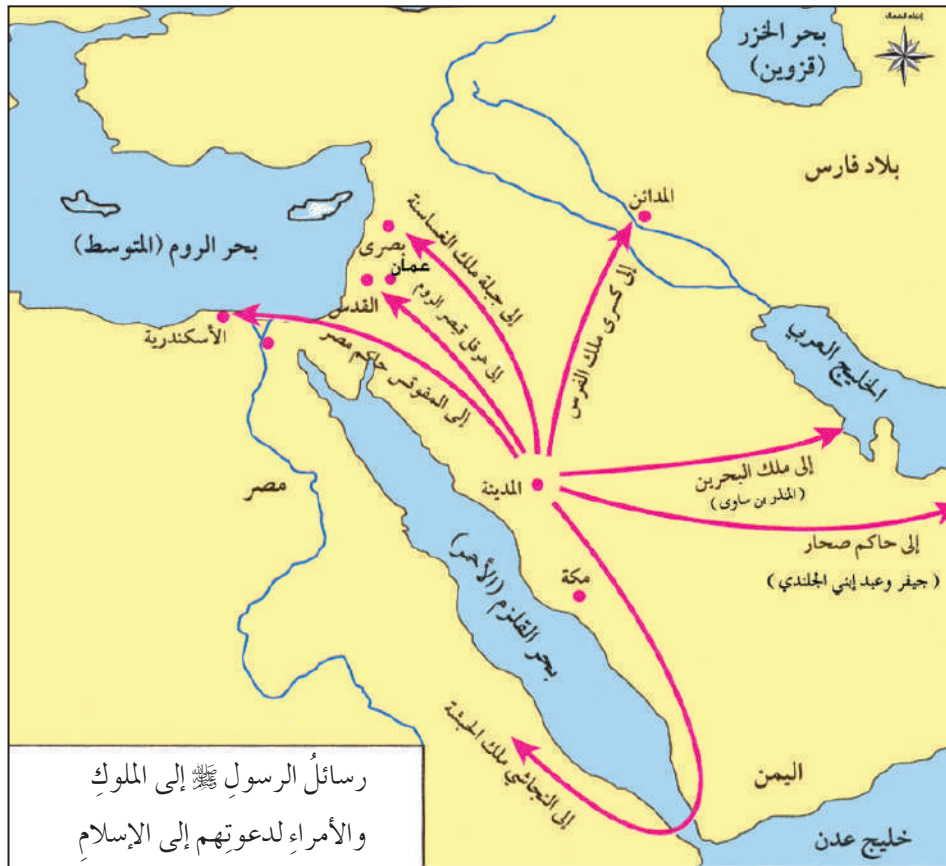 إتجاه الشمال
بحر الخزر
(قزوين)
بلاد فارس
المدائن
بحر الروم (المتوسط)
بصرى
عمان
القدس
الأسكندرية
إلى جبلة ملك الغساسنة
إلى هرقل قيصر الروم
إلى المقوقس حاكم مصر
إلى كسرى ملك الفرس
الخليج العربي
المدينة
إلى ملك البحرين
(المنذر بن ساوى)
إلى حاكم صحار
(جيفر وعبد إبني الجلندي)
مصر
مكة
بحر القلزم (الأحمر)
إلى النجاشي ملك الحبشة
اليمن
خليج عدن
رسائلُ الرسولِ ﷺ إلى الملوكِ
والأمراءِ لدعوتِهم إلى الإسلامِ